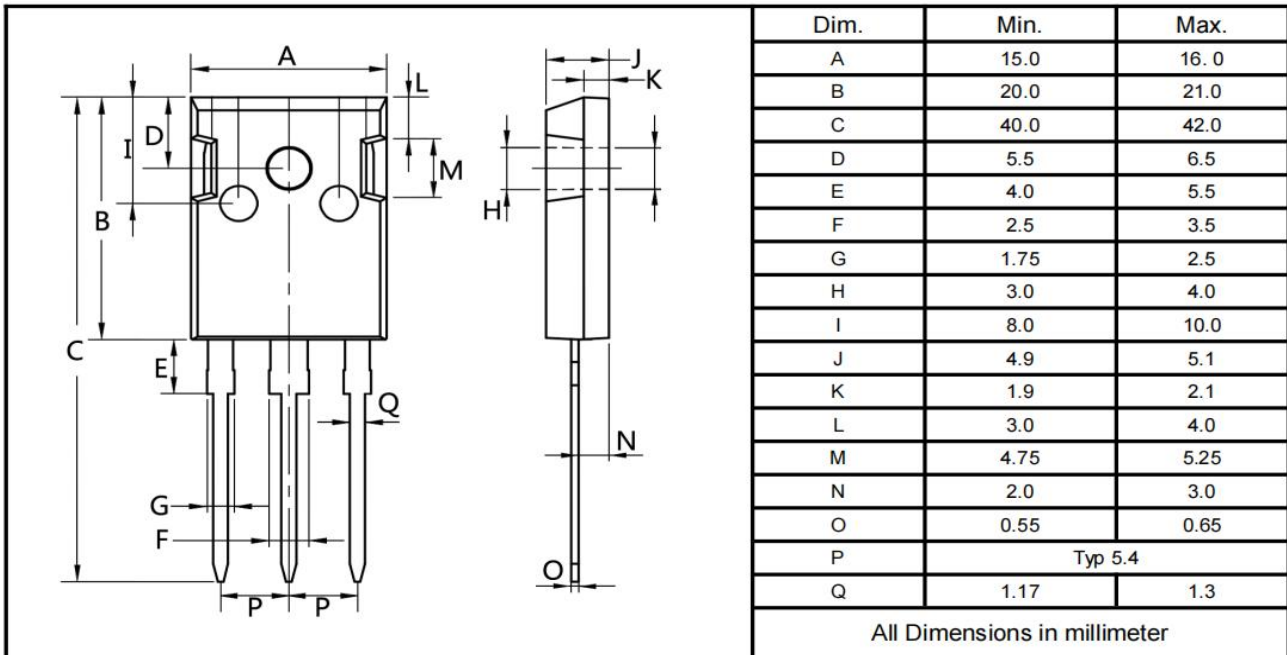 A
L
D
I
M
B
C
E
Q
G
F
P P
J
K
H
N
O
Dim. Min. Max.
A 15.0 16. 0
B 20.0 21.0
C 40.0 42.0
D 5.5 6.5
E 4.0 5.5
F 2.5 3.5
G 1.75 2.5
H 3.0 4.0
I 8.0 10.0
J 4.9 5.1
K 1.9 2.1
L 3.0 4.0
M 4.75 5.25
N 2.0 3.0
O 0.55 0.65
P Typ 5.4
Q 1.17 1.3
All Dimensions in millimeter